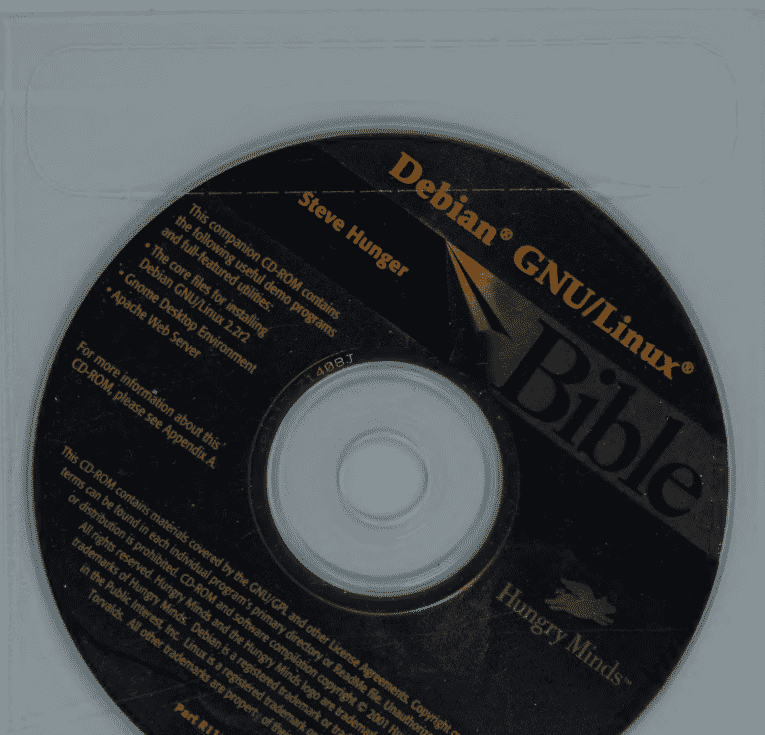 Debian® GNU/Linux®
Bible
Steve Hunger
This companion CD-ROM contains
the following useful demo programs
and full-featured utilities:
• The core files for installing
Debian GNU/Linux 2.2r2
• Gnome Desktop Environment
• Apache Web Server
For more information about this
CD-ROM, please see Appendix A.
1408J
Hungry Minds™
This CD-ROM contains materials covered by the GNU/GPL and other License Agreements. Copyright
terms can be found in each individual program's primary directory or Readme file. Unauthoriz
or distribution is prohibited. CD-ROM and software compilation copyright © 2001 H
All rights reserved. Hungry Minds and the Hungry Minds logo are tradema
trademarks of Hungry Minds. Debian is a registered trademark of
in the Public Interest, Inc. Linux is a registered trademark o
Torvalds. All other trademarks are property of
Part